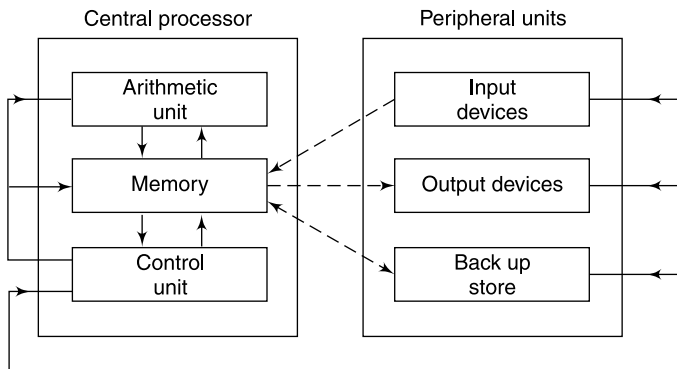 Central processor
Peripheral units
Arithmetic
unit
Input
devices
Memory
Output devices
Control
unit
Back up
store